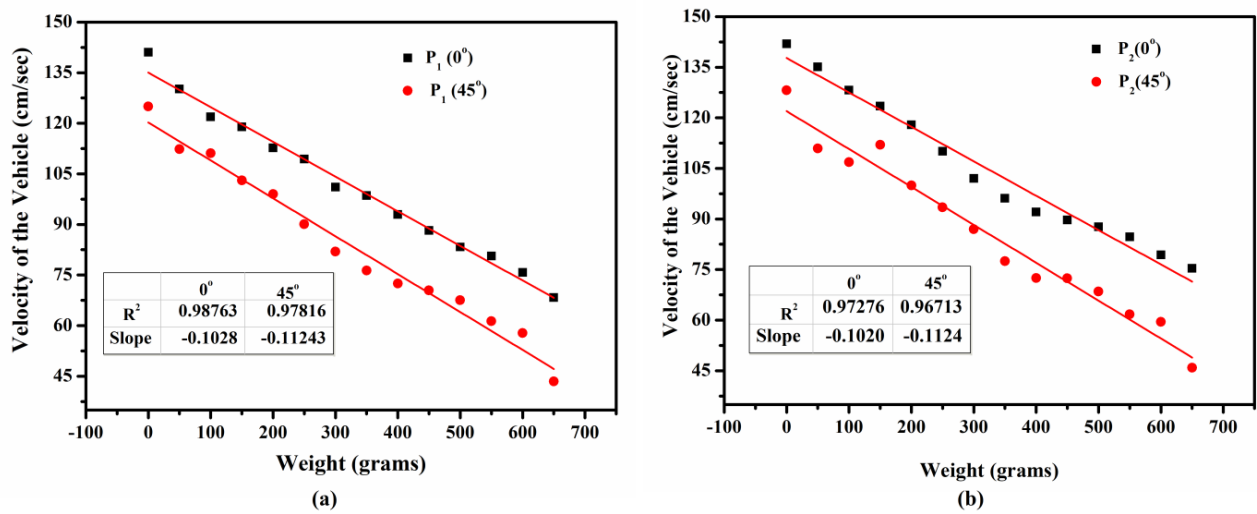 150
135
120
105
90
75
60
45
Velocity of the Vehicle (cm/sec)
P₁ (0°)
P₁ (45°)
0° 45°
R² 0.98763 0.97816
Slope -0.1028 -0.11243
-100 0 100 200 300 400 500 600 700
Weight (grams)
(a)
150
135
120
105
90
75
60
45
Velocity of the Vehicle (cm/sec)
P₂(0°)
P₂(45°)
0° 45°
R² 0.97276 0.96713
Slope -0.1020 -0.1124
-100 0 100 200 300 400 500 600 700
Weight (grams)
(b)